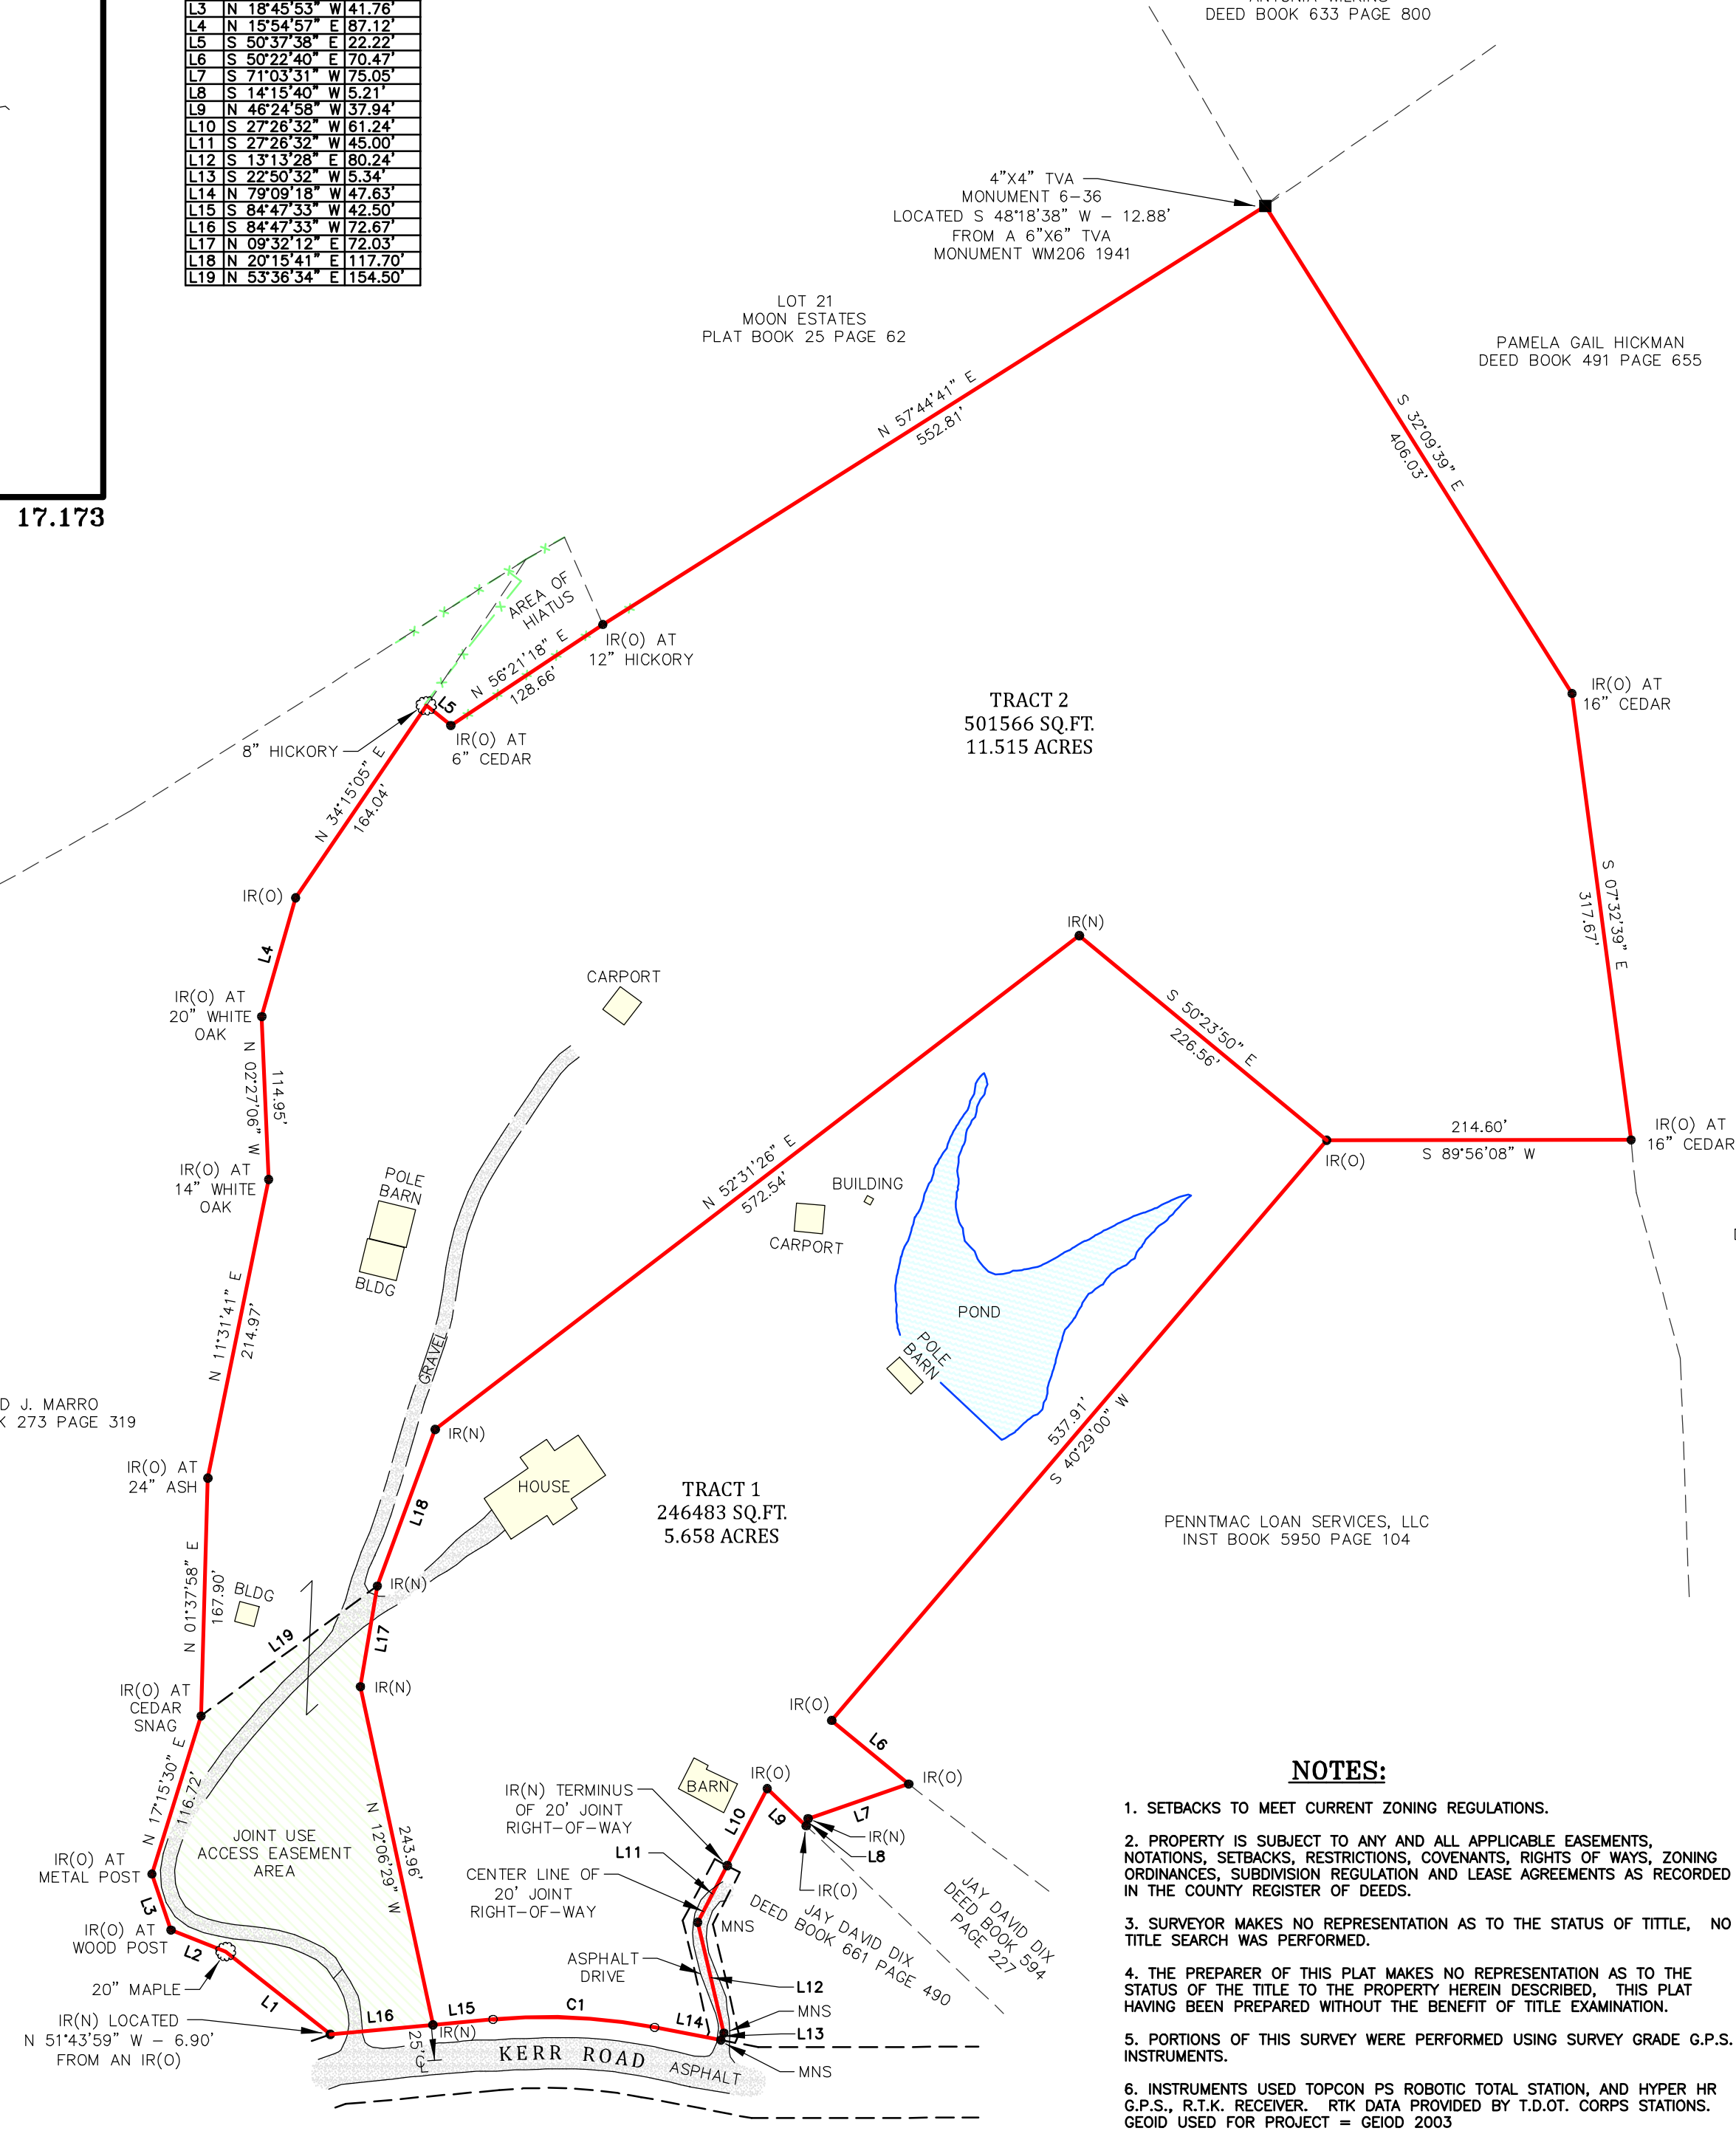 L3 N 18°45'53" W 41.76'
L4 N 15°54'57" E 87.12'
L5 S 50°37'38" E 22.22'
L6 S 50°22'40" E 70.47'
L7 S 71°03'31" W 75.05'
L8 S 14°15'40" W 5.21'
L9 N 46°24'58" W 37.94'
L10 S 27°26'32" W 61.24'
L11 S 27°26'32" W 45.00'
L12 S 13°13'28" E 80.24'
L13 S 22°50'32" W 5.34'
L14 N 79°09'18" W 47.63'
L15 S 84°47'33" W 42.50'
L16 S 84°47'33" W 72.67'
L17 N 09°32'12" E 72.03'
L18 N 20°15'41" E 117.70'
L19 N 53°36'34" E 154.50'
17.173
DEED BOOK 633 PAGE 800
4"X4" TVA
MONUMENT 6-36
LOCATED S 48°18'38" W - 12.88'
FROM A 6"X6" TVA
MONUMENT WM206 1941
LOT 21
MOON ESTATES
PLAT BOOK 25 PAGE 62
PAMELA GAIL HICKMAN
DEED BOOK 491 PAGE 655
N 57°44'41" E
552.81'
S 32°09'39" E
406.03'
AREA OF
HIATUS
IR(O) AT
12" HICKORY
N 56°21'18" E
128.66'
L5
8" HICKORY
IR(O) AT
6" CEDAR
TRACT 2
501566 SQ.FT.
11.515 ACRES
IR(O) AT
16" CEDAR
N 34°15'05" E
164.04'
IR(O)
L4
S 07°32'39" E
317.67'
IR(N)
CARPORT
IR(O) AT
20" WHITE
OAK
N 02°27'06" W
114.95'
S 50°23'50" E
226.56'
214.60'
S 89°56'08" W
IR(O)
IR(O) AT
16" CEDAR
IR(O) AT
14" WHITE
OAK
POLE
BARN
BLDG
N 52°31'26" E
572.54'
BUILDING
CARPORT
POND
POLE
BARN
N 11°31'41" E
214.97'
GRAVEL
D J. MARRO
K 273 PAGE 319
537.91'
S 40°29'00" W
IR(N)
IR(O) AT
24" ASH
HOUSE
L18
TRACT 1
246483 SQ.FT.
5.658 ACRES
PENNTMAC LOAN SERVICES, LLC
INST BOOK 5950 PAGE 104
N 01°37'58" E
167.90'
BLDG
IR(N)
L19
L17
IR(O) AT
CEDAR
SNAG
IR(N)
IR(O)
L6
N 17°15'30" E
116.72'
JOINT USE
ACCESS EASEMENT
AREA
N 12°06'29" W
243.96'
IR(N) TERMINUS
OF 20' JOINT
RIGHT-OF-WAY
BARN
IR(O)
L10
L9
L7
IR(O)
IR(N)
L8
IR(O)
L11
CENTER LINE OF
20' JOINT
RIGHT-OF-WAY
MNS
JAY DAVID DIX
DEED BOOK 661 PAGE 490
JAY DAVID DIX
DEED BOOK 594
PAGE 227
IR(O) AT
METAL POST
L3
IR(O) AT
WOOD POST
L2
20" MAPLE
L1
ASPHALT
DRIVE
L12
MNS
L13
MNS
IR(N) LOCATED
N 51°43'59" W - 6.90'
FROM AN IR(O)
L16
L15
C1
L14
IR(N)
25'
KERR ROAD
ASPHALT
NOTES:
1. SETBACKS TO MEET CURRENT ZONING REGULATIONS.
2. PROPERTY IS SUBJECT TO ANY AND ALL APPLICABLE EASEMENTS,
NOTATIONS, SETBACKS, RESTRICTIONS, COVENANTS, RIGHTS OF WAYS, ZONING
ORDINANCES, SUBDIVISION REGULATION AND LEASE AGREEMENTS AS RECORDED
IN THE COUNTY REGISTER OF DEEDS.
3. SURVEYOR MAKES NO REPRESENTATION AS TO THE STATUS OF TITTLE, NO
TITLE SEARCH WAS PERFORMED.
4. THE PREPARER OF THIS PLAT MAKES NO REPRESENTATION AS TO THE
STATUS OF THE TITLE TO THE PROPERTY HEREIN DESCRIBED, THIS PLAT
HAVING BEEN PREPARED WITHOUT THE BENEFIT OF TITLE EXAMINATION.
5. PORTIONS OF THIS SURVEY WERE PERFORMED USING SURVEY GRADE G.P.S.
INSTRUMENTS.
6. INSTRUMENTS USED TOPCON PS ROBOTIC TOTAL STATION, AND HYPER HR
G.P.S., R.T.K. RECEIVER. RTK DATA PROVIDED BY T.D.OT. CORPS STATIONS.
GEOID USED FOR PROJECT = GEIOD 2003